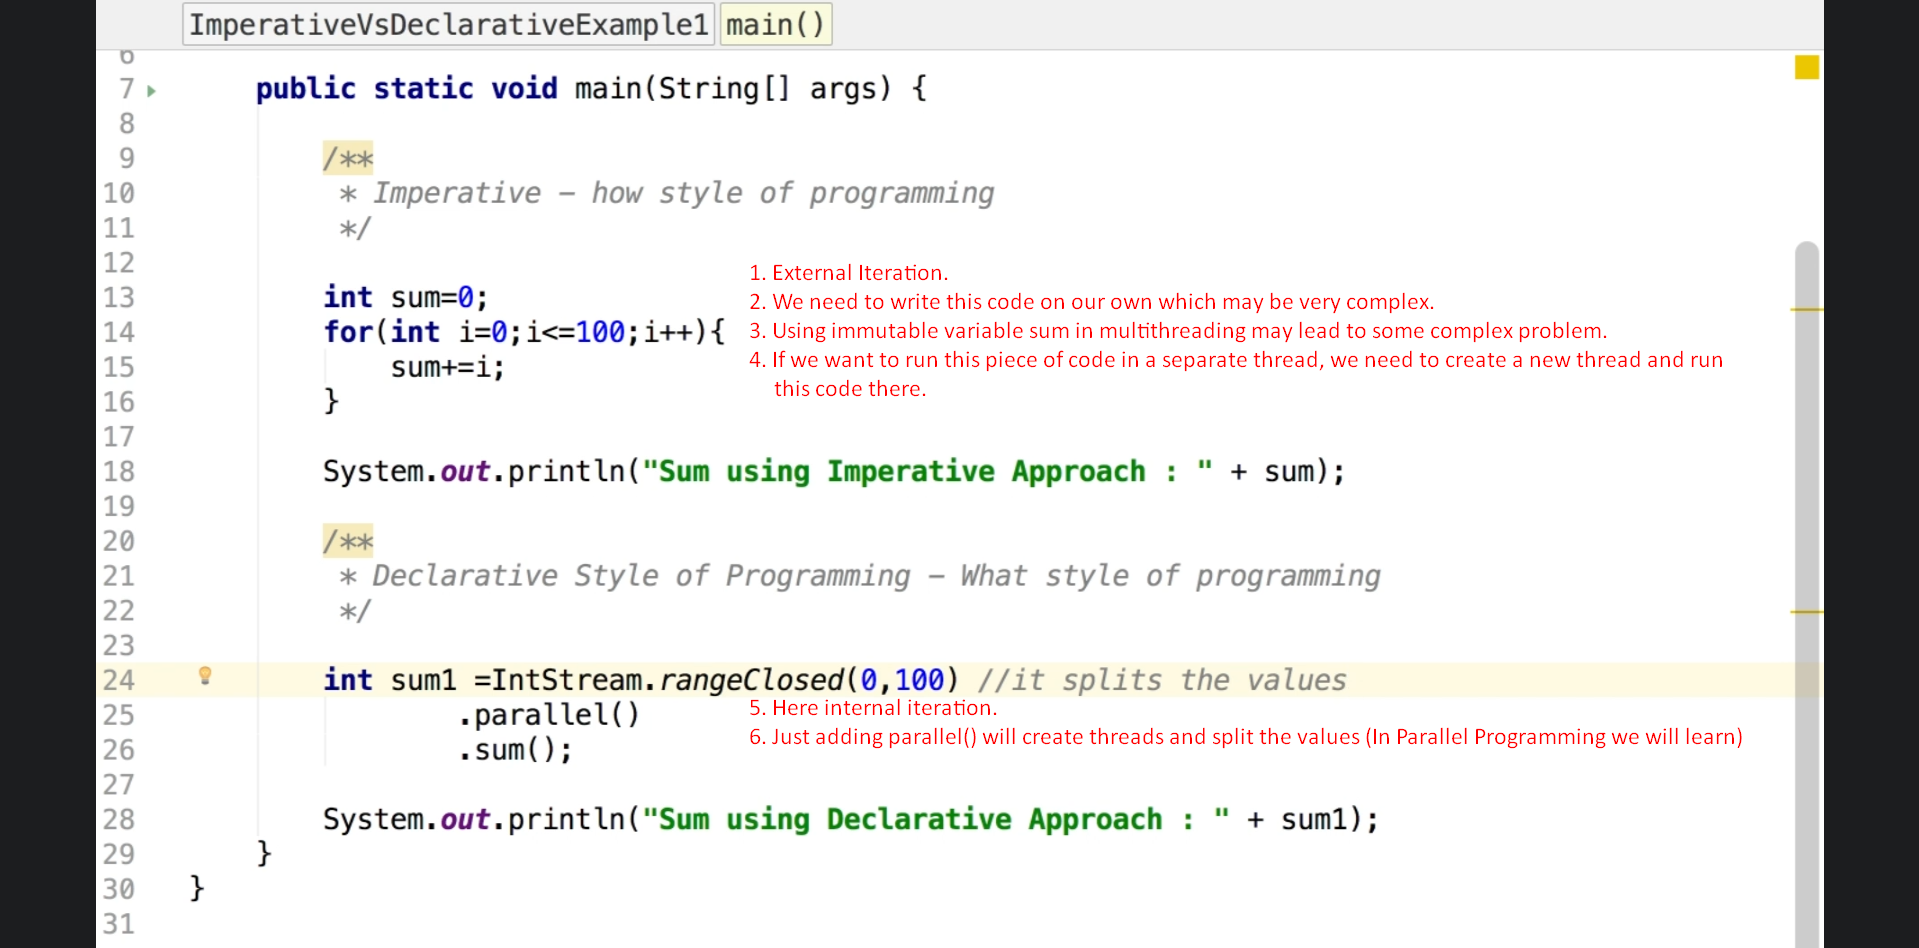 ImperativeVsDeclarativeExample1 main()
6
7 public static void main(String[] args) {
8
9 /**
10 * Imperative – how style of programming
11 */
12
1. External Iteration.
13 int sum=0;
2. We need to write this code on our own which may be very complex.
14 for(int i=0;i<=100;i++){
3. Using immutable variable sum in multithreading may lead to some complex problem.
15 sum+=i;
4. If we want to run this piece of code in a separate thread, we need to create a new thread and run
this code there.
16 }
17
18 System.out.println("Sum using Imperative Approach : " + sum);
19
20 /**
21 * Declarative Style of Programming – What style of programming
22 */
23
24 int sum1 =IntStream.rangeClosed(0,100) //it splits the values
25 .parallel()
5. Here internal iteration.
6. Just adding parallel() will create threads and split the values (In Parallel Programming we will learn)
26 .sum();
27
28 System.out.println("Sum using Declarative Approach : " + sum1);
29 }
30 }
31